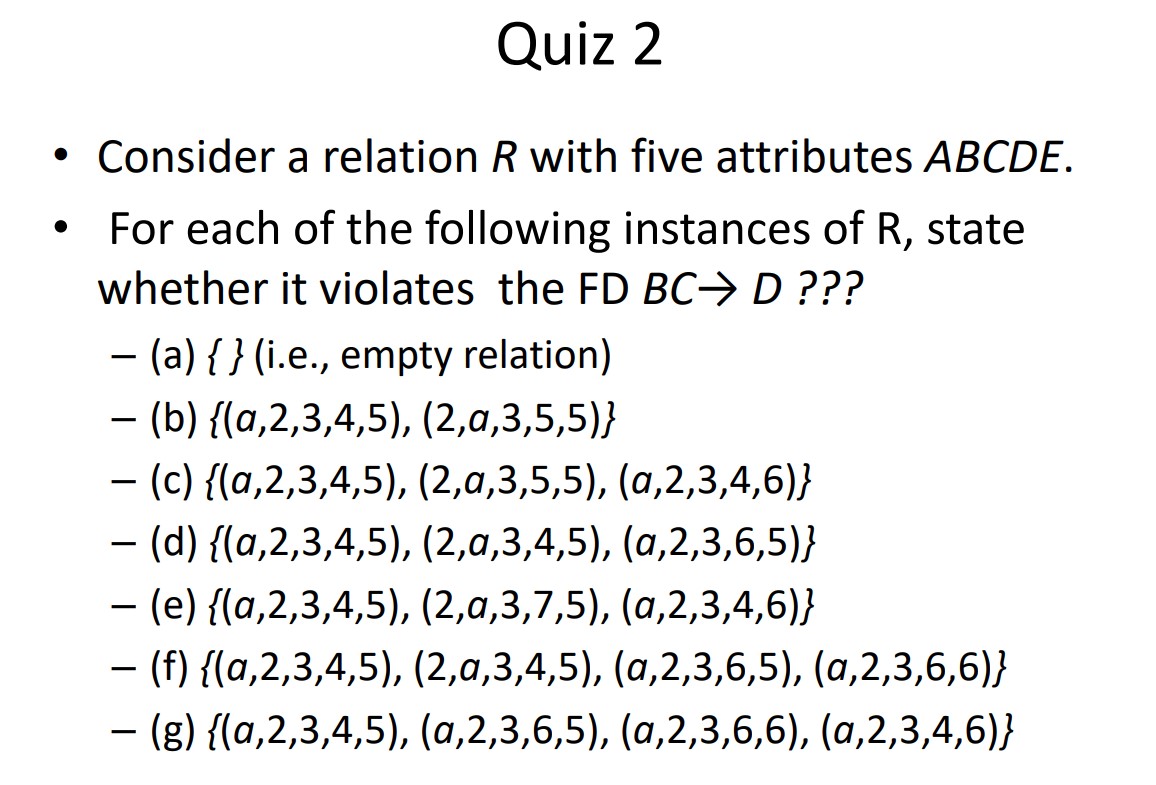 Quiz 2
• Consider a relation R with five attributes ABCDE.
• For each of the following instances of R, state
whether it violates the FD BC→ D ???
– (a) { } (i.e., empty relation)
– (b) {(a,2,3,4,5), (2,a,3,5,5)}
– (c) {(a,2,3,4,5), (2,a,3,5,5), (a,2,3,4,6)}
– (d) {(a,2,3,4,5), (2,a,3,4,5), (a,2,3,6,5)}
– (e) {(a,2,3,4,5), (2,a,3,7,5), (a,2,3,4,6)}
– (f) {(a,2,3,4,5), (2,a,3,4,5), (a,2,3,6,5), (a,2,3,6,6)}
– (g) {(a,2,3,4,5), (a,2,3,6,5), (a,2,3,6,6), (a,2,3,4,6)}